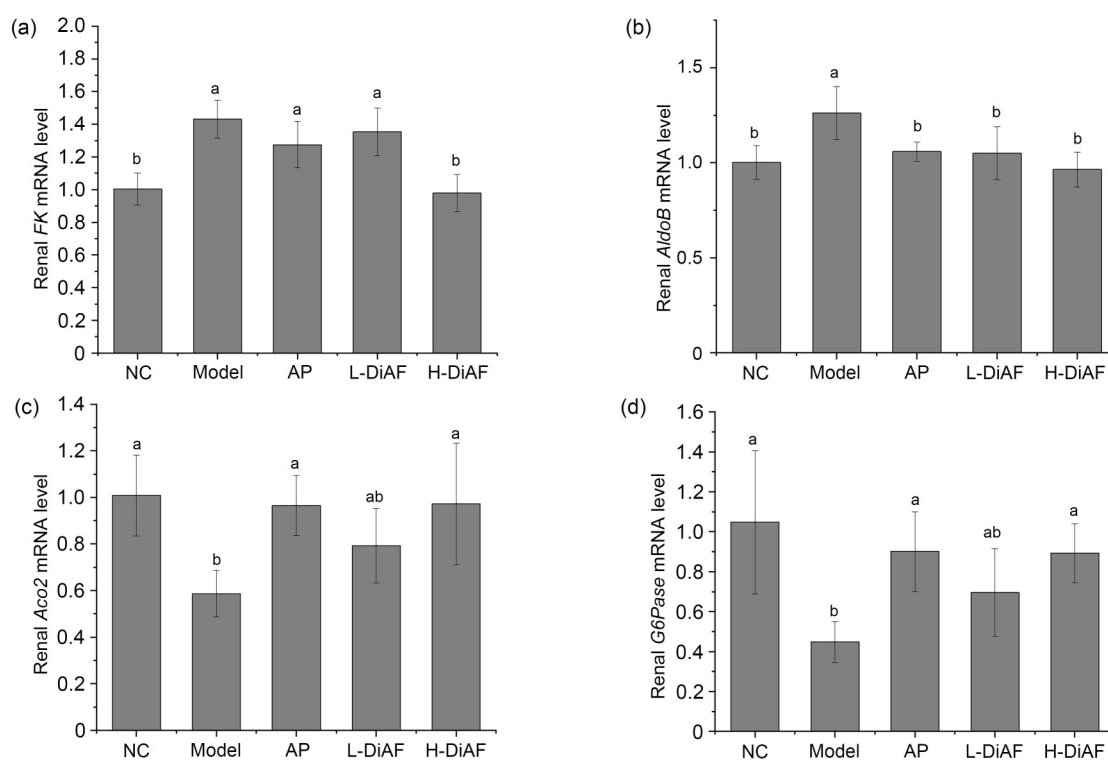 (a)
Renal FK mRNA level
2.0
1.8
1.6
1.4
1.2
1.0
0.8
0.6
0.4
0.2
0
b
a
a
a
b
NC Model AP L-DiAF H-DiAF
(b)
Renal AldoB mRNA level
1.5
1.0
0.5
0
b
a
b
b
b
NC Model AP L-DiAF H-DiAF
(c)
Renal Aco2 mRNA level
1.4
1.2
1.0
0.8
0.6
0.4
0.2
0
a
b
a
ab
a
NC Model AP L-DiAF H-DiAF
(d)
Renal G6Pase mRNA level
1.6
1.4
1.2
1.0
0.8
0.6
0.4
0.2
0
a
b
a
ab
a
NC Model AP L-DiAF H-DiAF